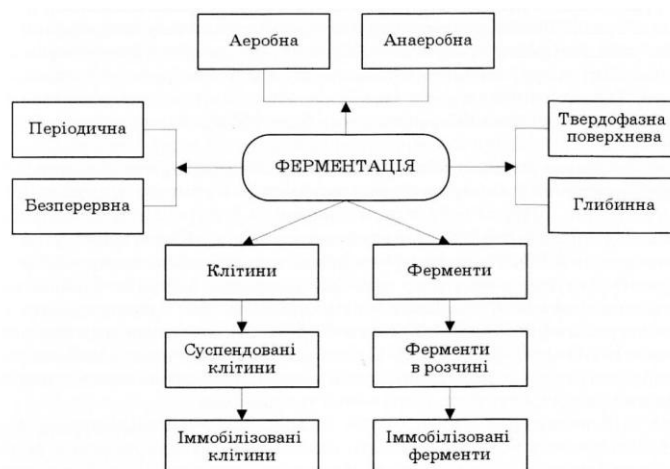 Аеробна
Анаеробна
Періодична
Безперервна
ФЕРМЕНТАЦІЯ
Твердофазна
поверхнева
Глибинна
Клітини
Ферменти
Суспендовані
клітини
Ферменти
в розчині
Іммобілізовані
клітини
Іммобілізовані
ферменти